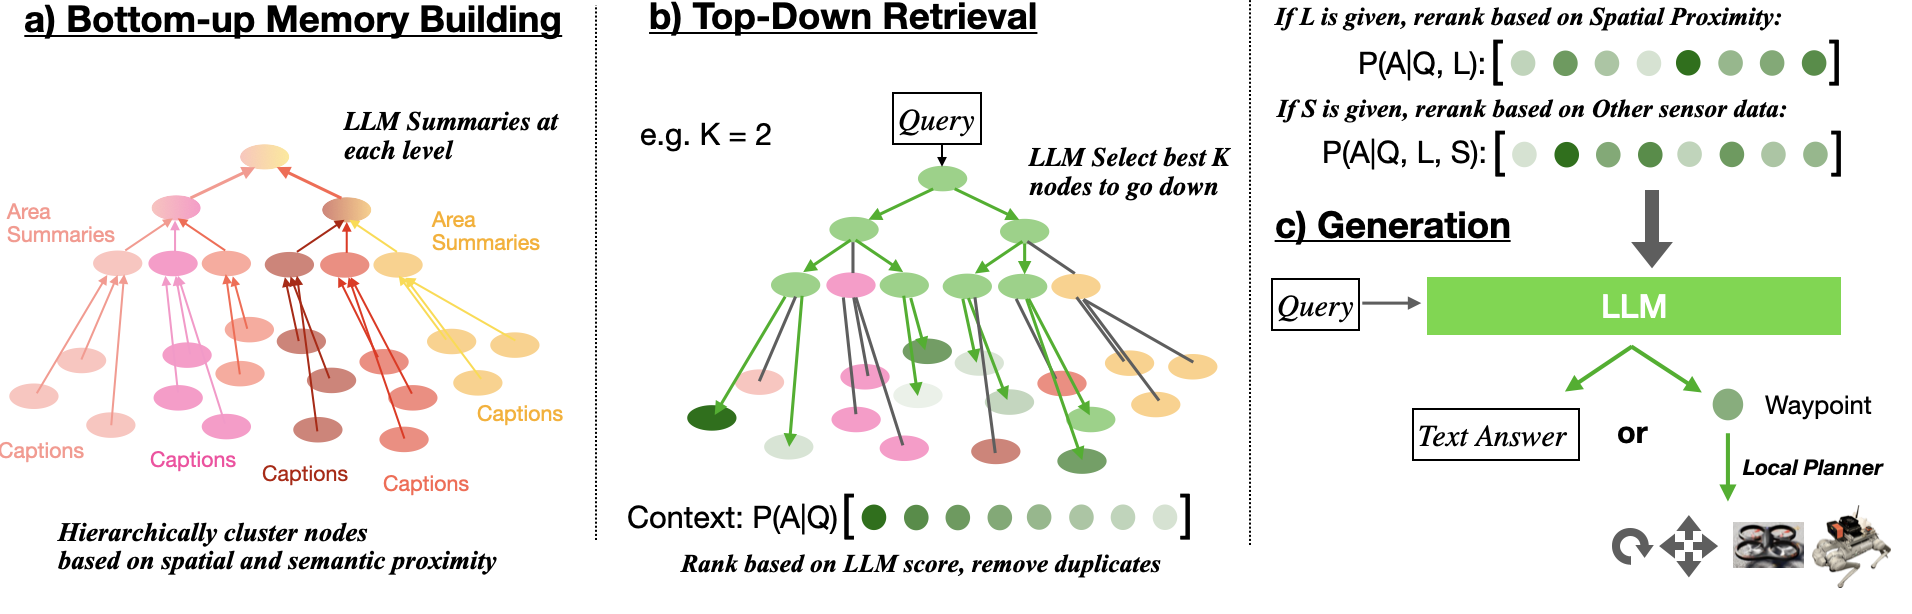 a) Bottom-up Memory Building
LLM Summaries at
each level
Area
Summaries
Area
Summaries
Captions
Captions
Captions
Captions
Captions
Hierarchically cluster nodes
based on spatial and semantic proximity
b) Top-Down Retrieval
e.g. K = 2
Query
LLM Select best K
nodes to go down
Context: P(A|Q) [ ]
Rank based on LLM score, remove duplicates
If L is given, rerank based on Spatial Proximity:
P(A|Q, L): [ ]
If S is given, rerank based on Other sensor data:
P(A|Q, L, S): [ ]
c) Generation
Query
LLM
Text Answer
or
Waypoint
Local Planner